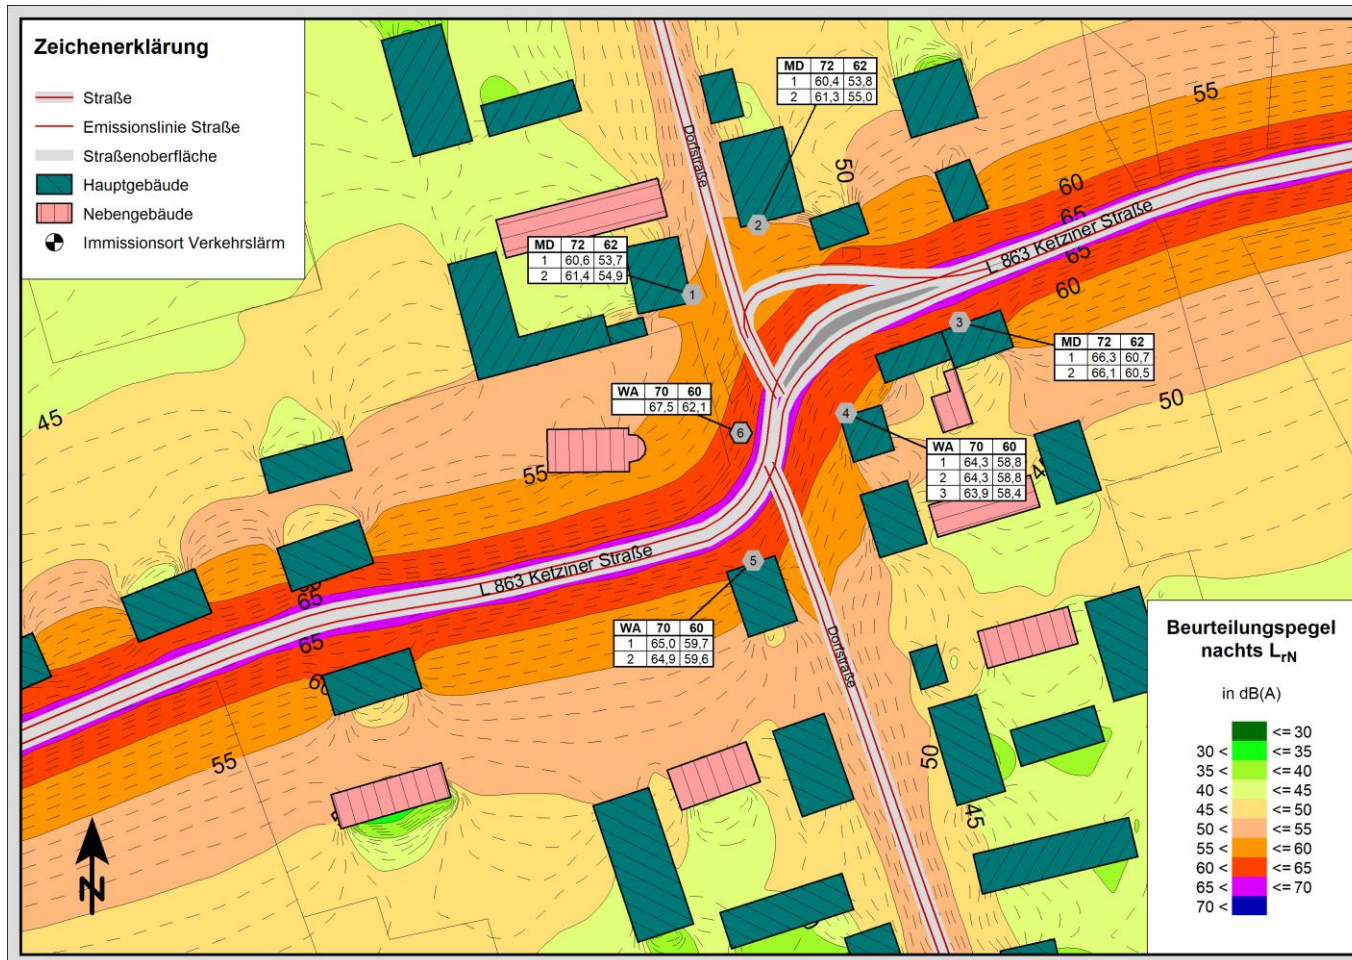 Zeichenerklärung
Straße
Emissionslinie Straße
Straßenoberfläche
Hauptgebäude
Nebengebäude
Immissionsort Verkehrslärm
MD 72 62
1 60,4 53,8
2 61,3 55,0
55
Dorfstraße
50
60
65
L 863 Ketziner Straße
65
60
2
MD 72 62
1 60,6 53,7
2 61,4 54,9
1
3
MD 72 62
1 66,3 60,7
2 66,1 60,5
45
50
WA 70 60
67,5 62,1
6
4
WA 70 60
1 64,3 58,8
2 64,3 58,8
3 63,9 58,4
55
L 863 Ketziner Straße
65
65
5
WA 70 60
1 65,0 59,7
2 64,9 59,6
Dorfstraße
55
50
45
N
Beurteilungspegel
nachts LrN
in dB(A)
<= 30
30 < <= 35
35 < <= 40
40 < <= 45
45 < <= 50
50 < <= 55
55 < <= 60
60 < <= 65
65 < <= 70
70 <